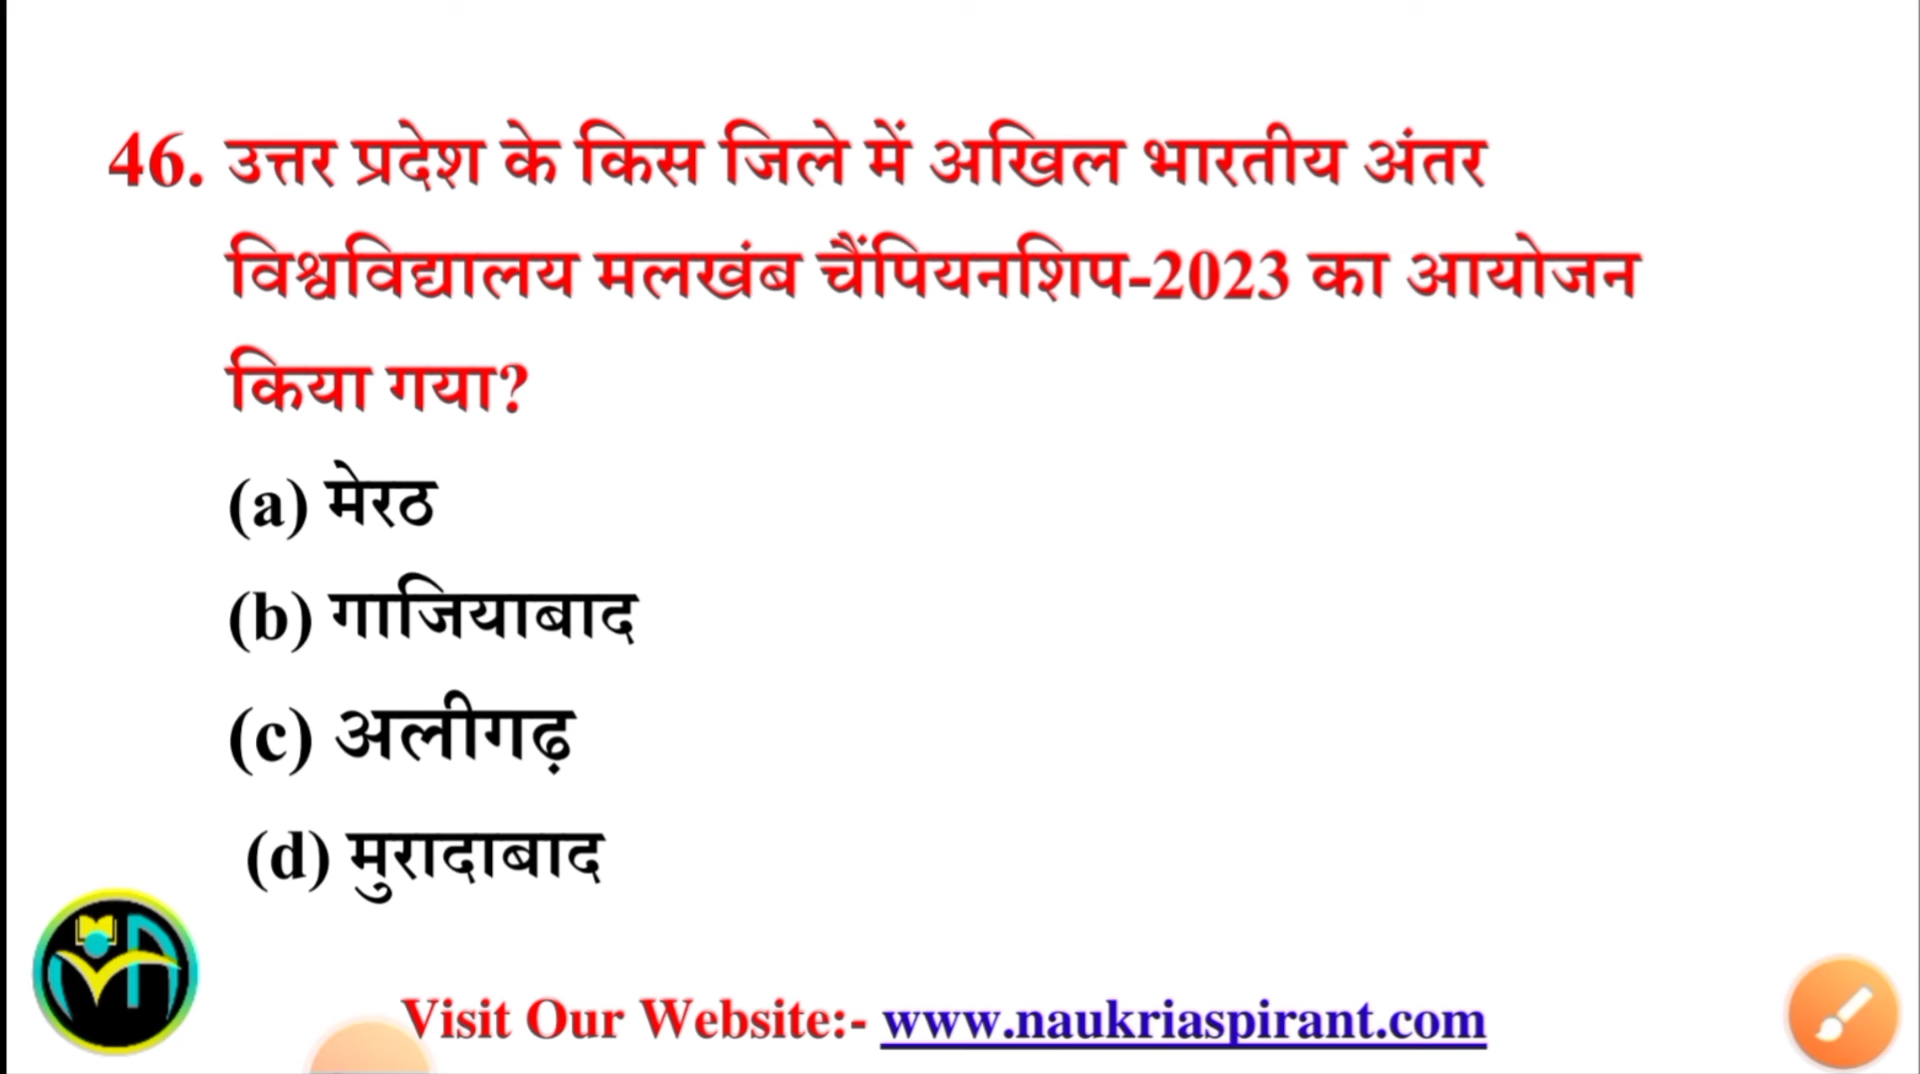 46. उत्तर प्रदेश के किस जिले में अखिल भारतीय अंतर
विश्वविद्यालय मलखंब चैंपियनशिप-2023 का आयोजन
किया गया?
(a) मेरठ
(b) गाजियाबाद
(c) अलीगढ़
(d) मुरादाबाद
Visit Our Website:- www.naukriaspirant.com